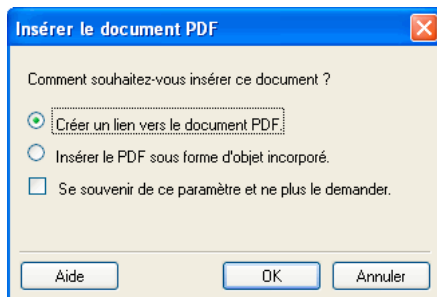 Insérer le document PDF
Comment souhaitez-vous insérer ce document ?
Créer un lien vers le document PDF.
Insérer le PDF sous forme d'objet incorporé.
Se souvenir de ce paramètre et ne plus le demander.
Aide OK Annuler